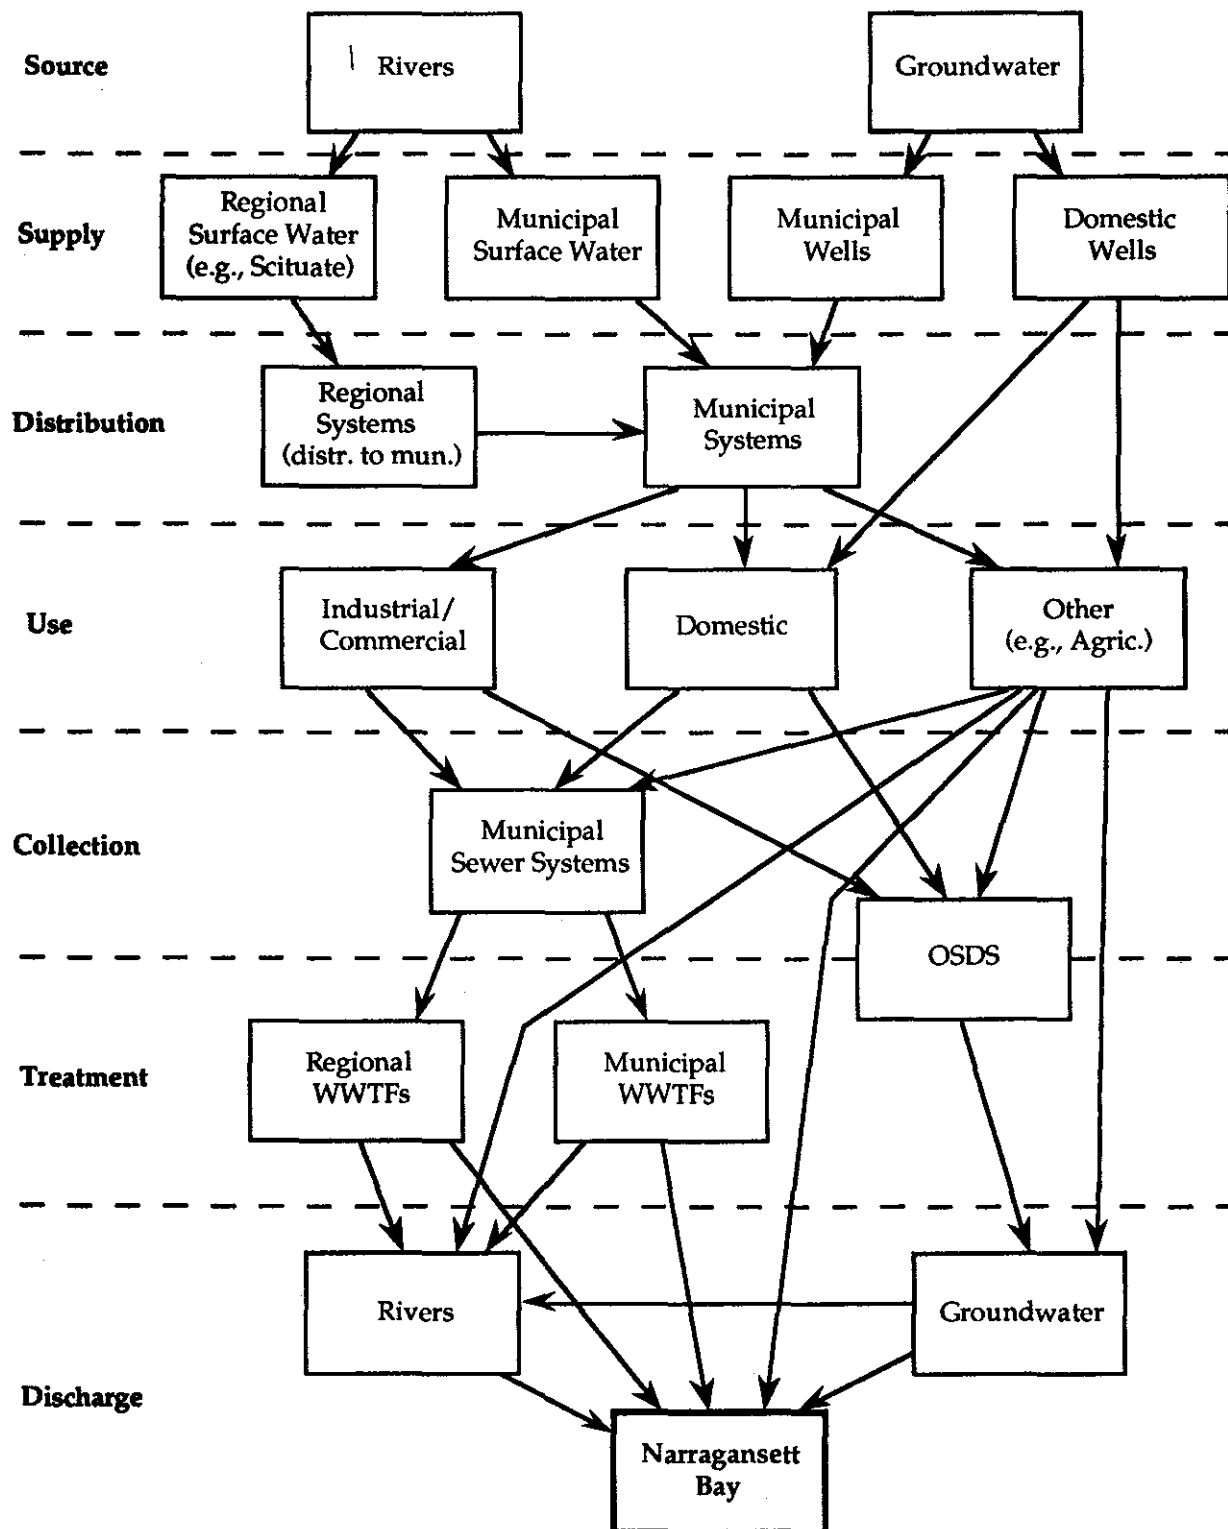 Source
Rivers
Groundwater
Supply
Regional
Surface Water
(e.g., Scituate)
Municipal
Surface Water
Municipal
Wells
Domestic
Wells
Distribution
Regional
Systems
(distr. to mun.)
Municipal
Systems
Use
Industrial/
Commercial
Domestic
Other
(e.g., Agric.)
Collection
Municipal
Sewer Systems
OSDS
Treatment
Regional
WWTFs
Municipal
WWTFs
Discharge
Rivers
Groundwater
Narragansett
Bay